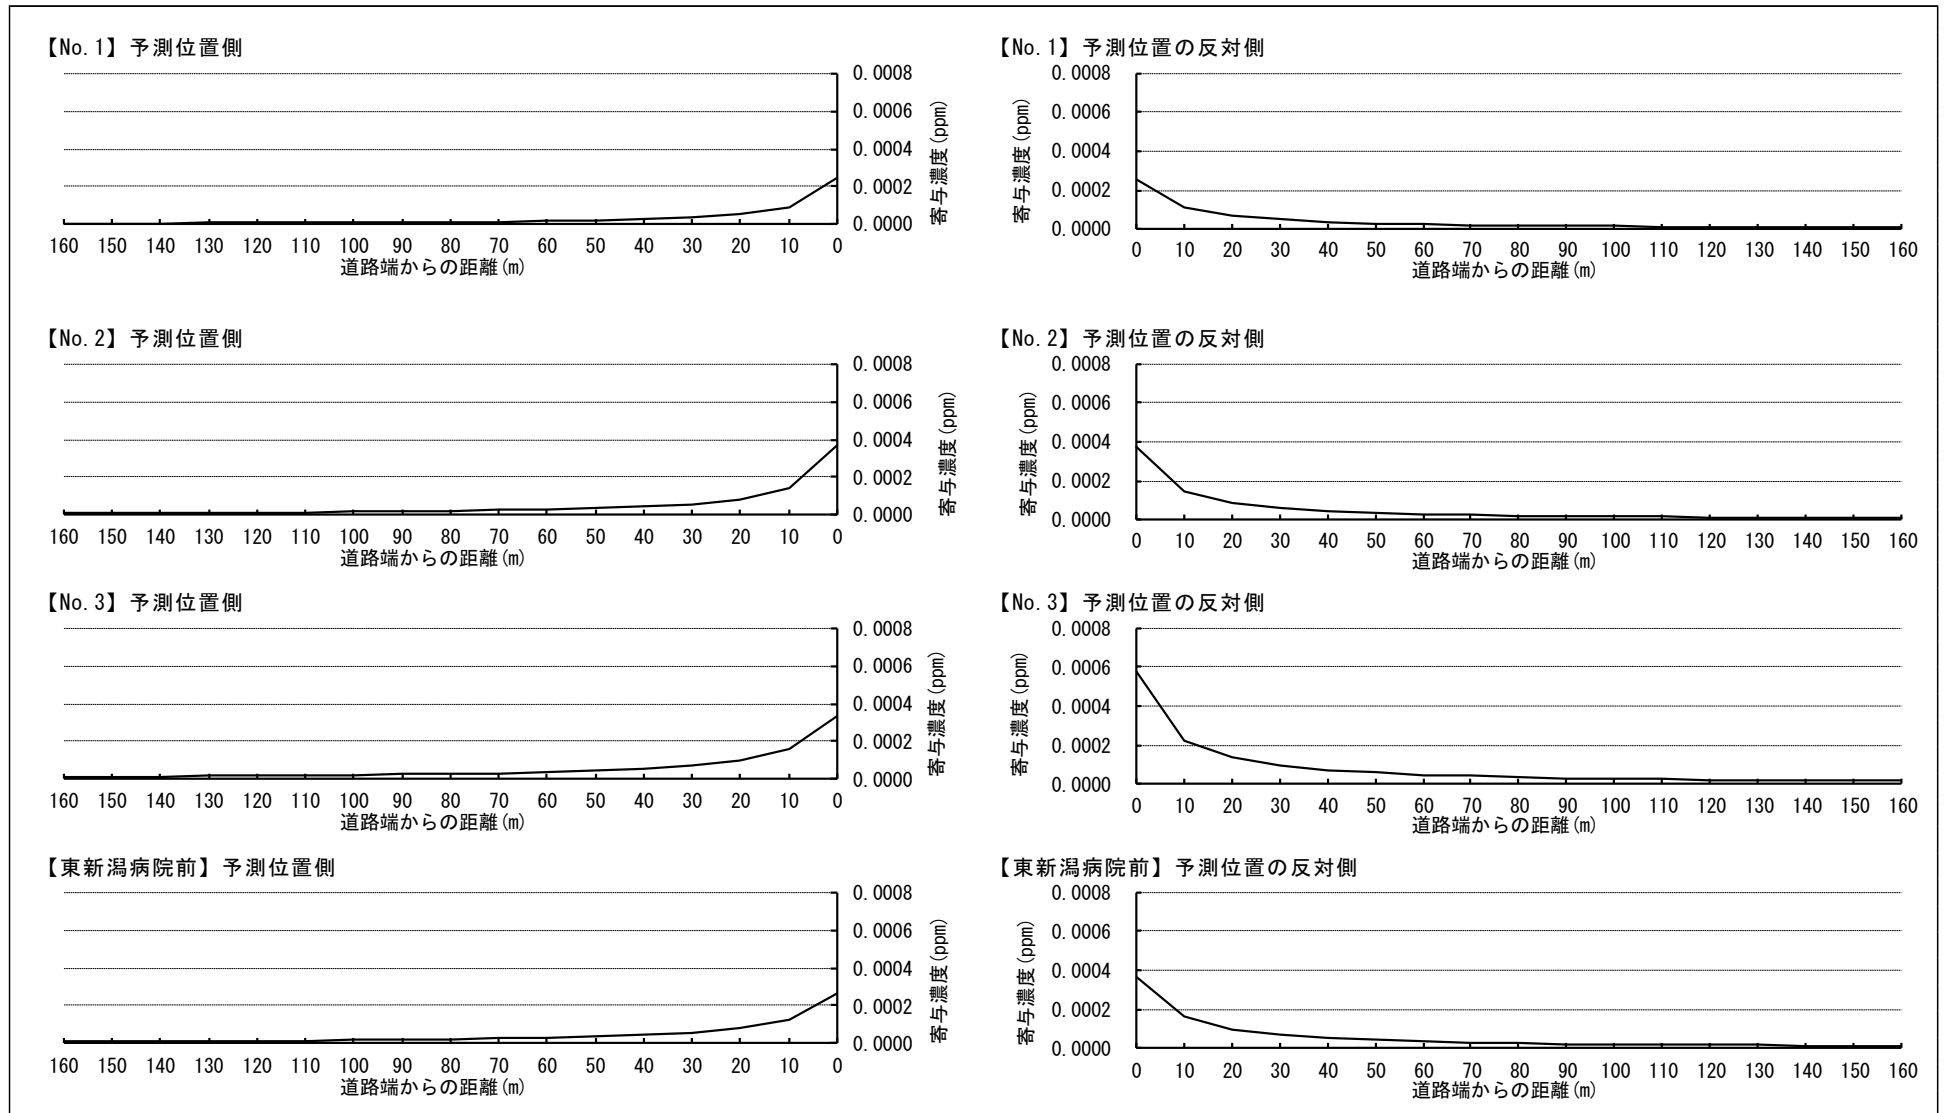 【No.1】予測位置側
0.0008
0.0006
0.0004
0.0002
0.0000
寄与濃度(ppm)
160 150 140 130 120 110 100 90 80 70 60 50 40 30 20 10 0
道路端からの距離(m)
【No.1】予測位置の反対側
0.0008
0.0006
0.0004
0.0002
0.0000
寄与濃度(ppm)
0 10 20 30 40 50 60 70 80 90 100 110 120 130 140 150 160
道路端からの距離(m)
【No.2】予測位置側
0.0008
0.0006
0.0004
0.0002
0.0000
寄与濃度(ppm)
160 150 140 130 120 110 100 90 80 70 60 50 40 30 20 10 0
道路端からの距離(m)
【No.2】予測位置の反対側
0.0008
0.0006
0.0004
0.0002
0.0000
寄与濃度(ppm)
0 10 20 30 40 50 60 70 80 90 100 110 120 130 140 150 160
道路端からの距離(m)
【No.3】予測位置側
0.0008
0.0006
0.0004
0.0002
0.0000
寄与濃度(ppm)
160 150 140 130 120 110 100 90 80 70 60 50 40 30 20 10 0
道路端からの距離(m)
【No.3】予測位置の反対側
0.0008
0.0006
0.0004
0.0002
0.0000
寄与濃度(ppm)
0 10 20 30 40 50 60 70 80 90 100 110 120 130 140 150 160
道路端からの距離(m)
【東新潟病院前】予測位置側
0.0008
0.0006
0.0004
0.0002
0.0000
寄与濃度(ppm)
160 150 140 130 120 110 100 90 80 70 60 50 40 30 20 10 0
道路端からの距離(m)
【東新潟病院前】予測位置の反対側
0.0008
0.0006
0.0004
0.0002
0.0000
寄与濃度(ppm)
0 10 20 30 40 50 60 70 80 90 100 110 120 130 140 150 160
道路端からの距離(m)